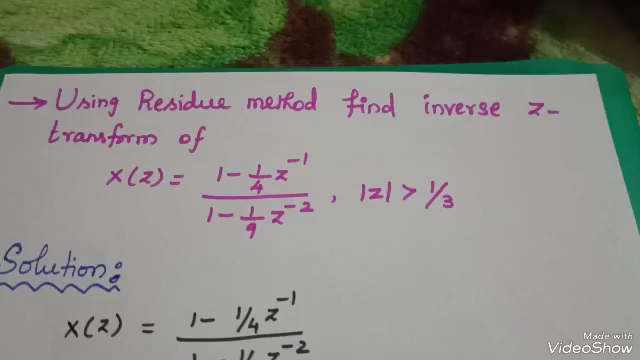 → Using Residue method find inverse z-
transform of
X(z) = (1 - 1/4 z^-1) / (1 - 1/9 z^-2), |z| > 1/3
Solution:
X(z) = 1 - 1/4 z^-1
Made with
VideoShow